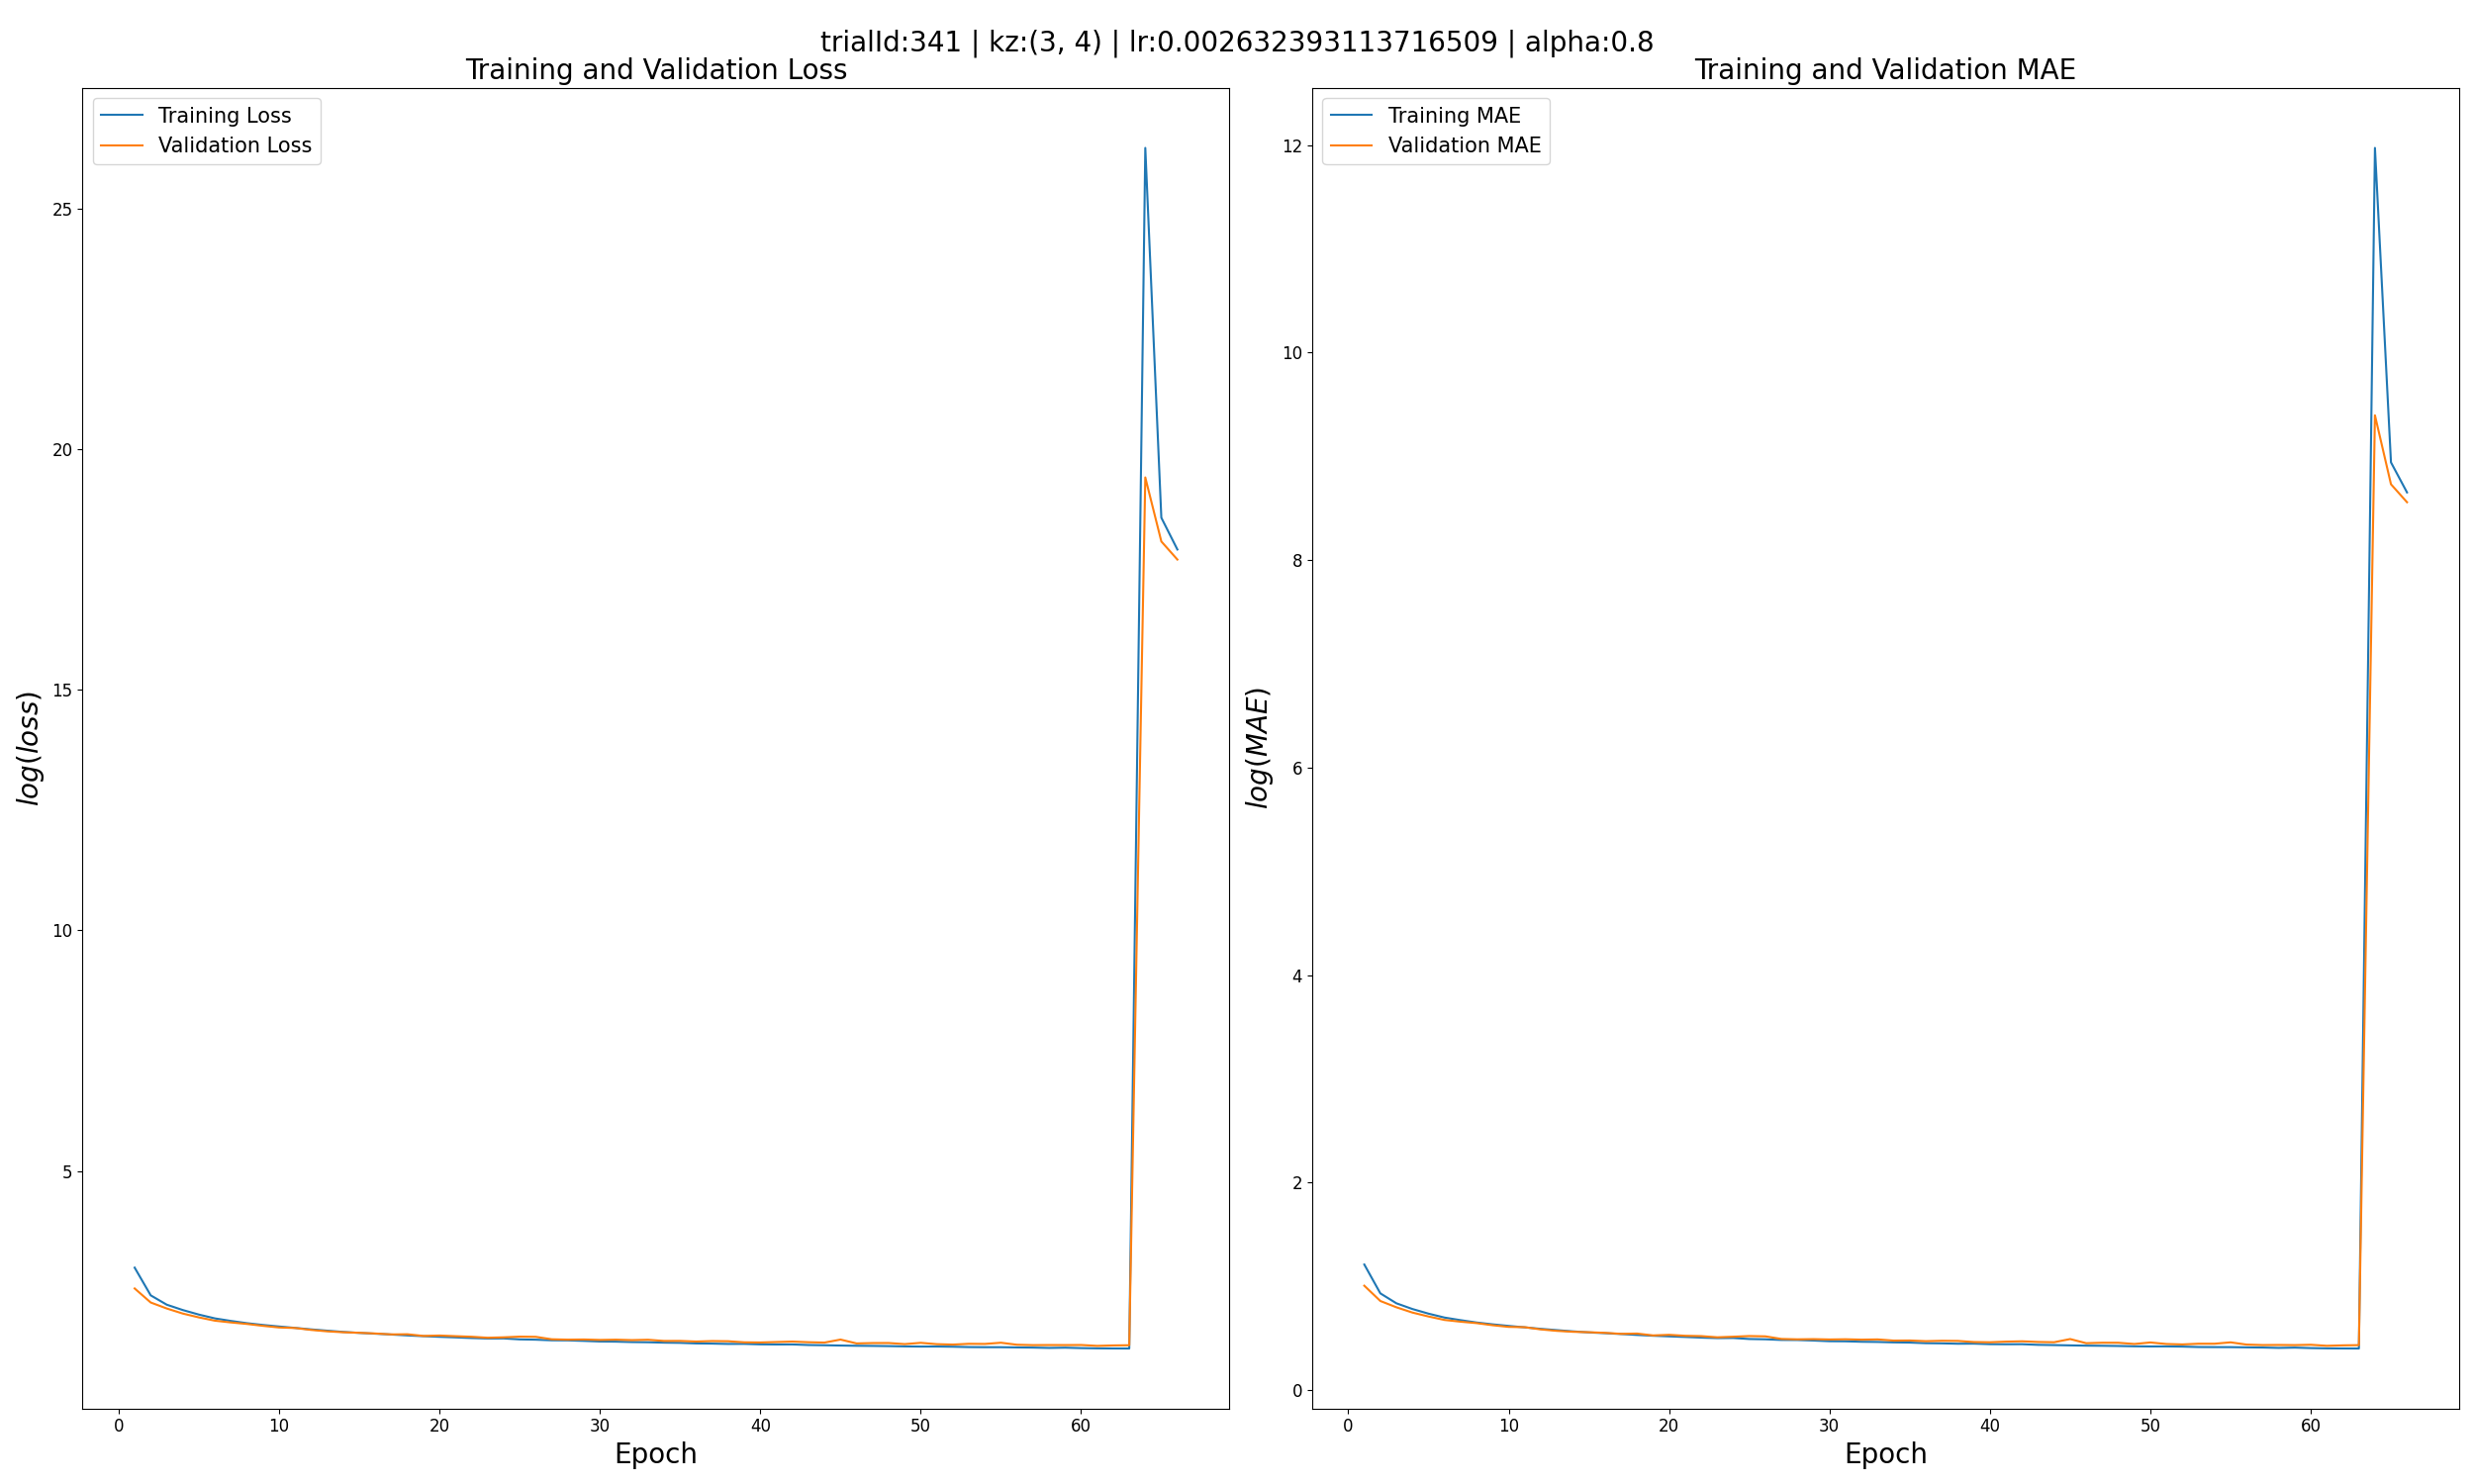 trialId:341 | kz:(3, 4) | lr:0.002632393113716509 | alpha:0.8
Training and Validation Loss
Training Loss
Validation Loss
log(loss)
25
20
15
10
5
0 10 20 30 40 50 60
Epoch
Training and Validation MAE
Training MAE
Validation MAE
log(MAE)
12
10
8
6
4
2
0
0 10 20 30 40 50 60
Epoch